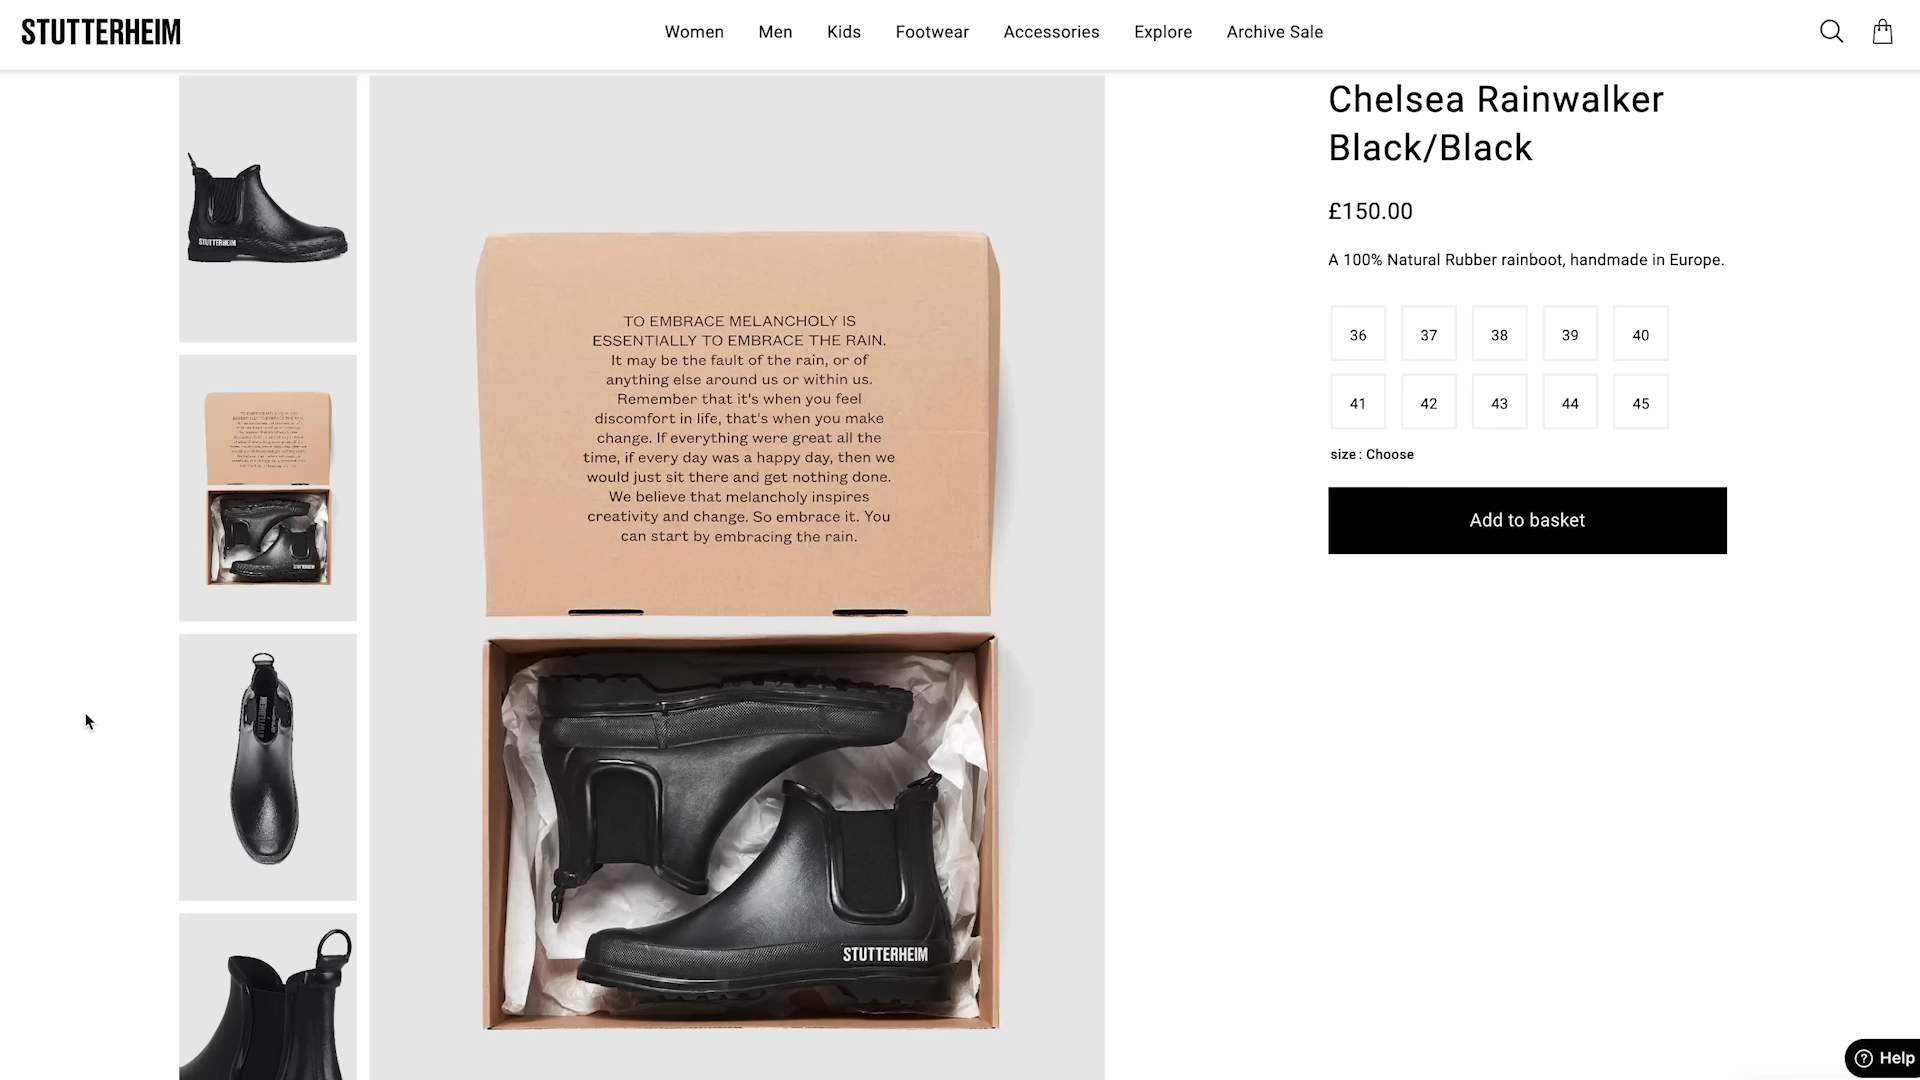 STUTTERHEIM
Women Men Kids Footwear Accessories Explore Archive Sale
STUTTERHEIM
TO EMBRACE MELANCHOLY IS
ESSENTIALLY TO EMBRACE THE RAIN.
It may be the fault of the rain, or of
anything else around us or within us.
Remember that it's when you feel
discomfort in life, that's when you make
change. If everything were great all the
time, if every day was a happy day, then we
would just sit there and get nothing done.
We believe that melancholy inspires
creativity and change. So embrace it. You
can start by embracing the rain.
STUTTERHEIM
Chelsea Rainwalker
Black/Black
£150.00
A 100% Natural Rubber rainboot, handmade in Europe.
36 37 38 39 40
41 42 43 44 45
size : Choose
Add to basket
Help